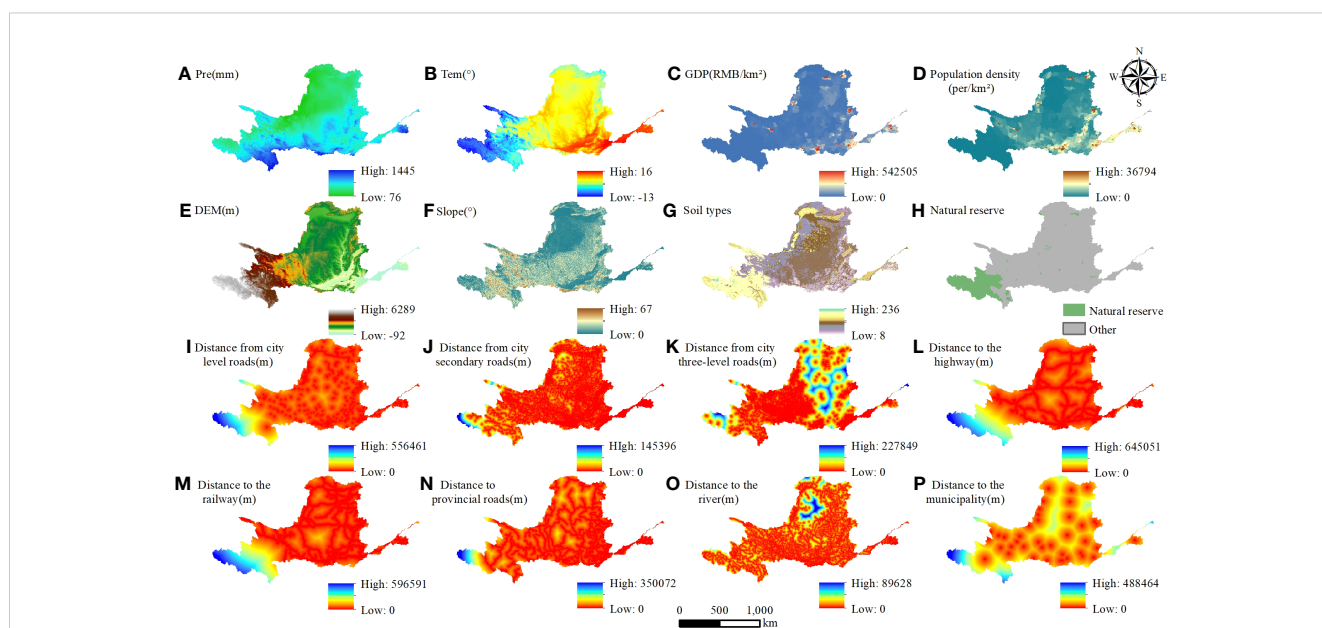 A Pre(mm)
High: 1445
Low: 76
B Tem(°)
High: 16
Low: -13
C GDP(RMB/km²)
High: 542505
Low: 0
D Population density
(per/km²)
High: 36794
Low: 0
N
W E
S
E DEM(m)
High: 6289
Low: -92
F Slope(°)
High: 67
Low: 0
G Soil types
High: 236
Low: 8
H Natural reserve
Natural reserve
Other
I Distance from city
level roads(m)
High: 556461
Low: 0
J Distance from city
secondary roads(m)
HIgh: 145396
Low: 0
K Distance from city
three-level roads(m)
High: 227849
Low: 0
L Distance to the
highway(m)
High: 645051
Low: 0
M Distance to the
railway(m)
High: 596591
Low: 0
N Distance to
provincial roads(m)
High: 350072
Low: 0
O Distance to the
river(m)
High: 89628
Low: 0
P Distance to the
municipality(m)
High: 488464
Low: 0
0 500 1,000
km